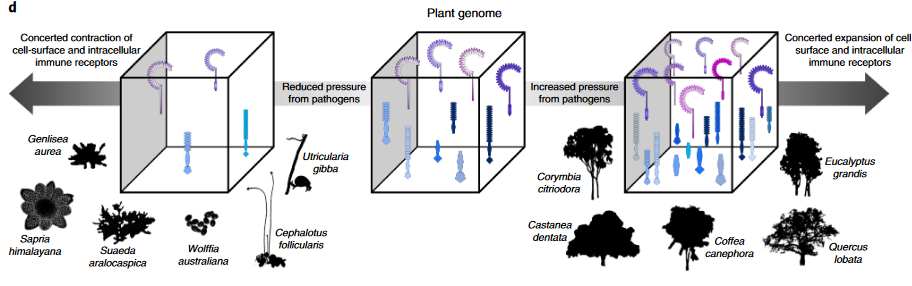 d
Plant genome
Concerted contraction of
cell-surface and intracellular
immune receptors
Reduced pressure
from pathogens
Increased pressure
from pathogens
Concerted expansion of cell
surface and intracellular
immune receptors
Genlisea
aurea
Utricularia
gibba
Sapria
himalayana
Suaeda
aralocaspica
Wolffia
australiana
Cephalotus
follicularis
Corymbia
citriodora
Eucalyptus
grandis
Castanea
dentata
Coffea
canephora
Quercus
lobata